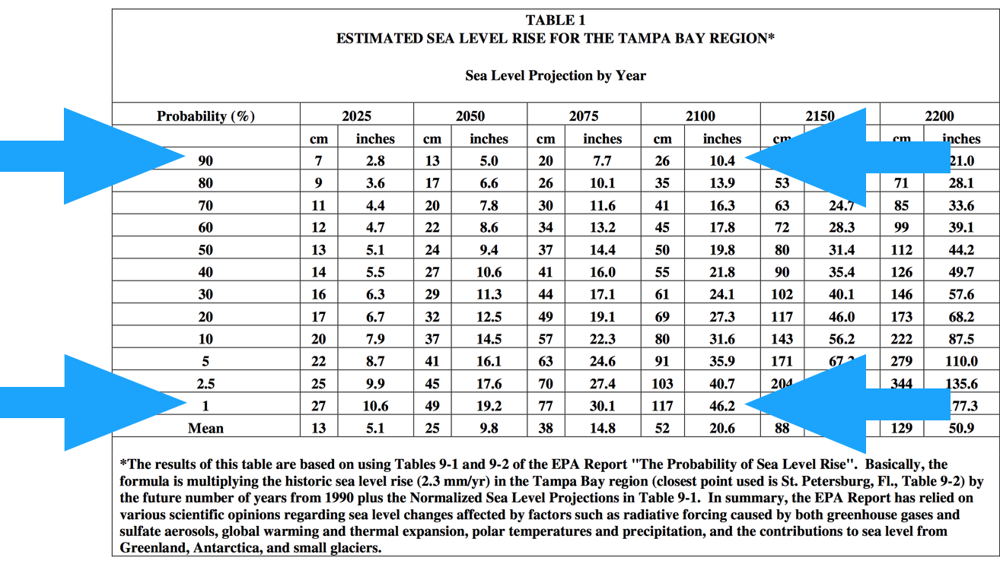 TABLE 1
ESTIMATED SEA LEVEL RISE FOR THE TAMPA BAY REGION*
Sea Level Projection by Year
Probability (%) 2025 2050 2075 2100 2150 2200
cm inches cm inches cm inches cm inches cm cm inches
90 7 2.8 13 5.0 20 7.7 26 10.4 21.0
80 9 3.6 17 6.6 26 10.1 35 13.9 53 71 28.1
70 11 4.4 20 7.8 30 11.6 41 16.3 63 24.7 85 33.6
60 12 4.7 22 8.6 34 13.2 45 17.8 72 28.3 99 39.1
50 13 5.1 24 9.4 37 14.4 50 19.8 80 31.4 112 44.2
40 14 5.5 27 10.6 41 16.0 55 21.8 90 35.4 126 49.7
30 16 6.3 29 11.3 44 17.1 61 24.1 102 40.1 146 57.6
20 17 6.7 32 12.5 49 19.1 69 27.3 117 46.0 173 68.2
10 20 7.9 37 14.5 57 22.3 80 31.6 143 56.2 222 87.5
5 22 8.7 41 16.1 63 24.6 91 35.9 171 279 110.0
2.5 25 9.9 45 17.6 70 27.4 103 40.7 204 344 135.6
1 27 10.6 49 19.2 77 30.1 117 46.2 177.3
Mean 13 5.1 25 9.8 38 14.8 52 20.6 88 129 50.9
*The results of this table are based on using Tables 9-1 and 9-2 of the EPA Report "The Probability of Sea Level Rise". Basically, the
formula is multiplying the historic sea level rise (2.3 mm/yr) in the Tampa Bay region (closest point used is St. Petersburg, Fl., Table 9-2) by
the future number of years from 1990 plus the Normalized Sea Level Projections in Table 9-1. In summary, the EPA Report has relied on
various scientific opinions regarding sea level changes affected by factors such as radiative forcing caused by both greenhouse gases and
sulfate aerosols, global warming and thermal expansion, polar temperatures and precipitation, and the contributions to sea level from
Greenland, Antarctica, and small glaciers.